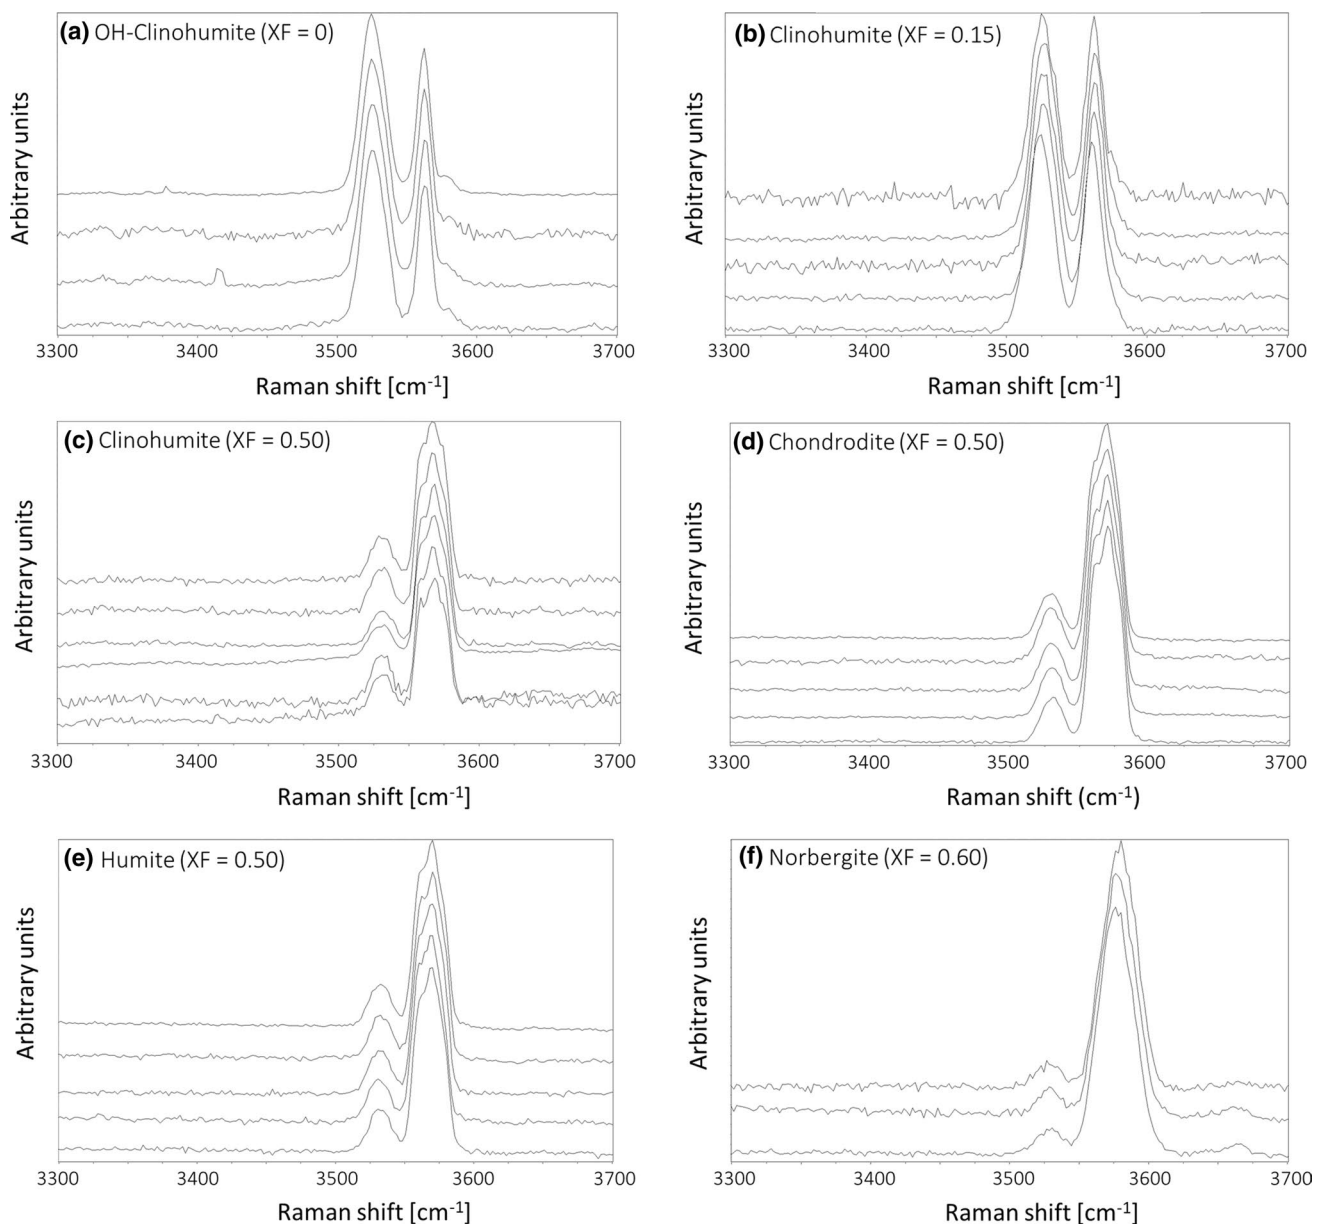 (a) OH-Clinohumite (XF = 0)
Arbitrary units
3300 3400 3500 3600 3700
Raman shift [cm⁻¹]
(b) Clinohumite (XF = 0.15)
Arbitrary units
3300 3400 3500 3600 3700
Raman shift [cm⁻¹]
(c) Clinohumite (XF = 0.50)
Arbitrary units
3300 3400 3500 3600 3700
Raman shift [cm⁻¹]
(d) Chondrodite (XF = 0.50)
Arbitrary units
3300 3400 3500 3600 3700
Raman shift (cm⁻¹)
(e) Humite (XF = 0.50)
Arbitrary units
3300 3400 3500 3600 3700
Raman shift [cm⁻¹]
(f) Norbergite (XF = 0.60)
Arbitrary units
3300 3400 3500 3600 3700
Raman shift [cm⁻¹]